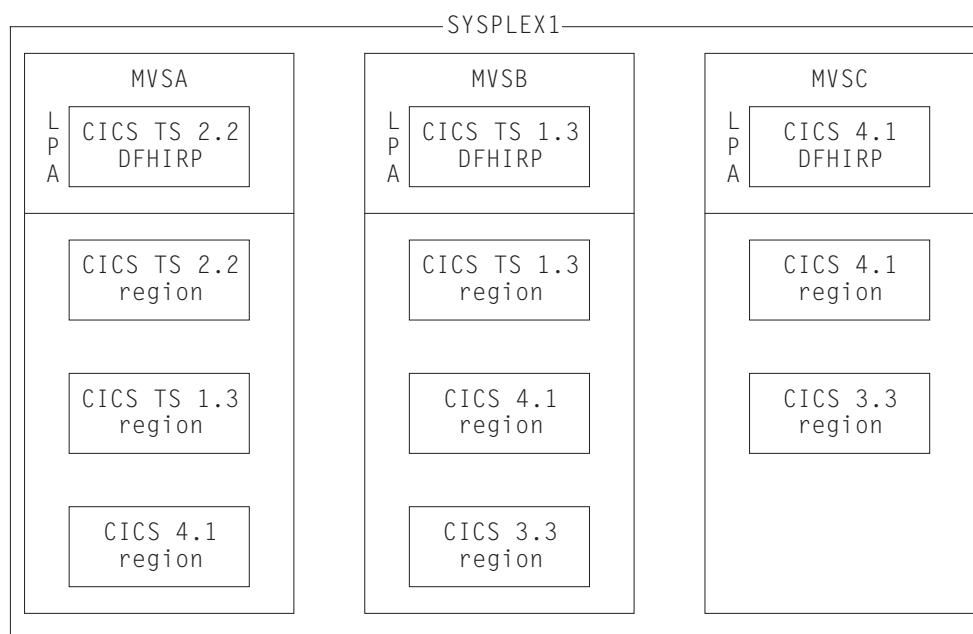 SYSPLEX1
MVSA
L
P
A
CICS TS 2.2
DFHIRP
CICS TS 2.2
region
CICS TS 1.3
region
CICS 4.1
region
MVSB
L
P
A
CICS TS 1.3
DFHIRP
CICS TS 1.3
region
CICS 4.1
region
CICS 3.3
region
MVSC
L
P
A
CICS 4.1
DFHIRP
CICS 4.1
region
CICS 3.3
region